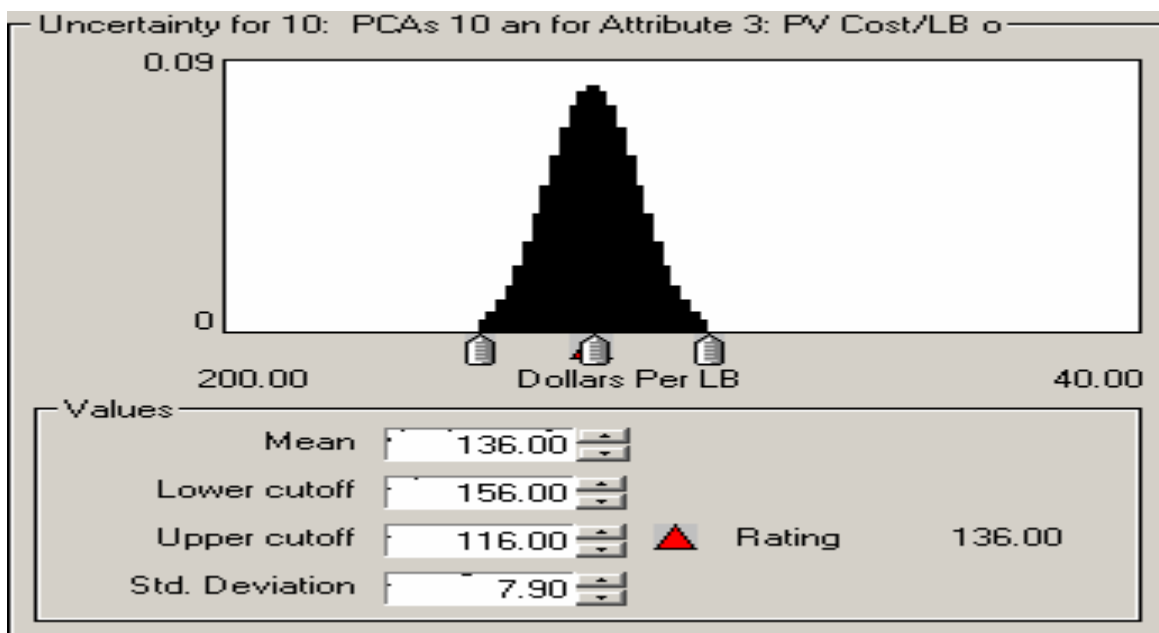 Uncertainty for 10: PCAs 10 an for Attribute 3: PV Cost/LB o
0.09
0
200.00 Dollars Per LB 40.00
Values
Mean 136.00
Lower cutoff 156.00
Upper cutoff 116.00 Rating 136.00
Std. Deviation 7.90